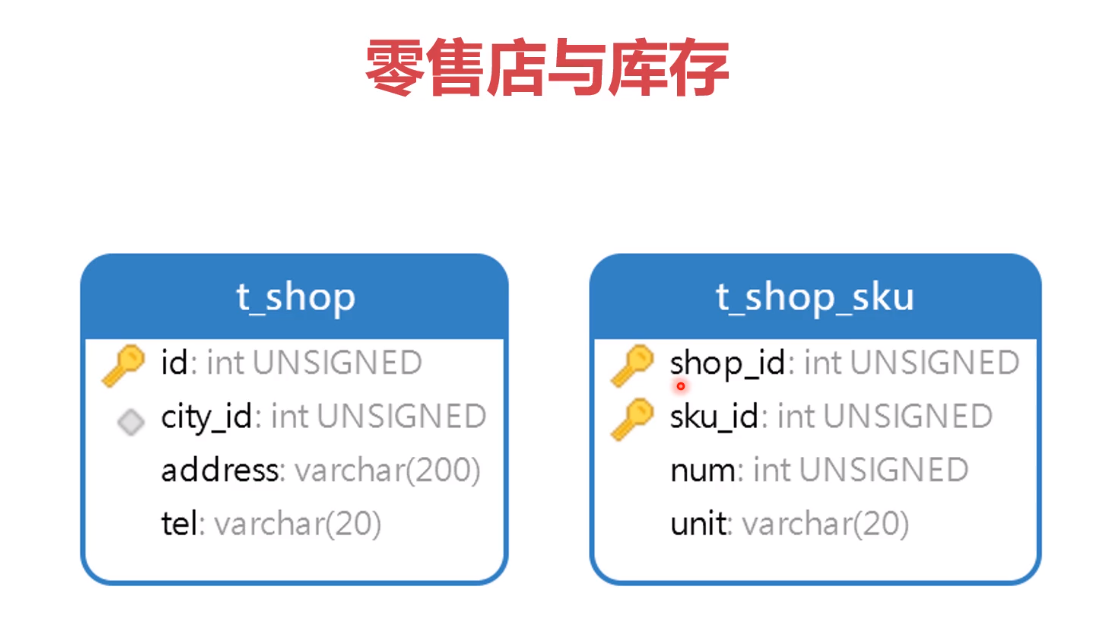 零售店与库存
t_shop
id: int UNSIGNED
city_id: int UNSIGNED
address: varchar(200)
tel: varchar(20)
t_shop_sku
shop_id: int UNSIGNED
sku_id: int UNSIGNED
num: int UNSIGNED
unit: varchar(20)